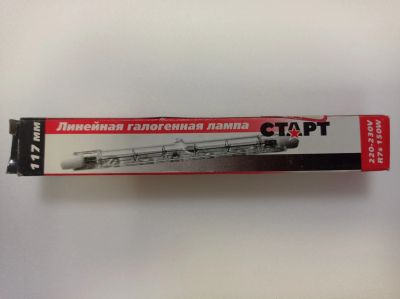 117 мм
Линейная галогенная лампа
СТАРТ
220-230V
R7s 150W